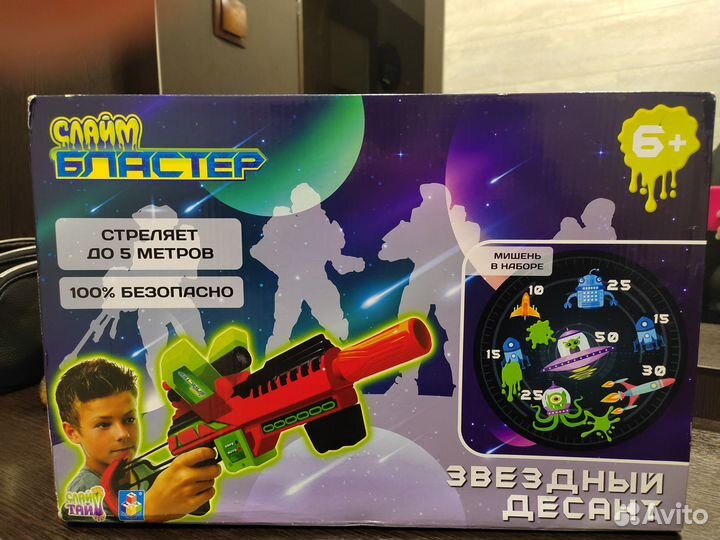 СЛАЙМ
БЛАСТЕР
6+
СТРЕЛЯЕТ
ДО 5 МЕТРОВ
100% БЕЗОПАСНО
МИШЕНЬ
В НАБОРЕ
10
25
15
50
15
30
25
ЗВЕЗДНЫЙ
ДЕСАНТ
СЛАЙМ
ТАЙМ
Avito